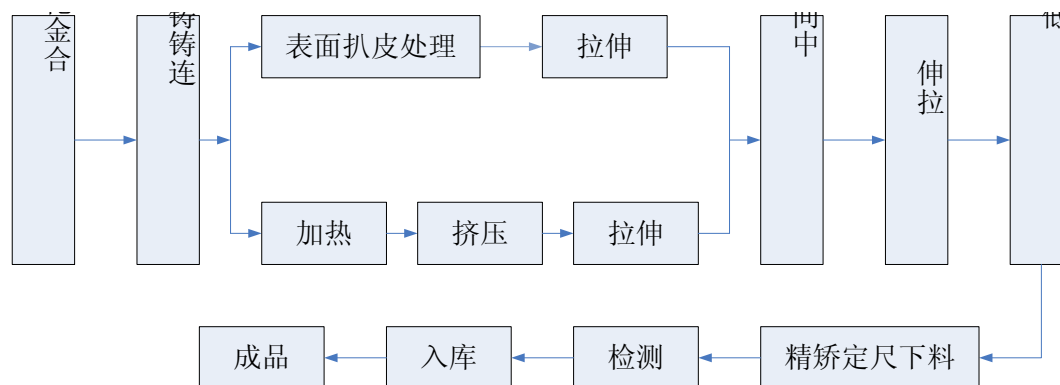 金合
铸铸连
表面扒皮处理
拉伸
加热
挤压
拉伸
间中
伸拉
精矫定尺下料
检测
入库
成品